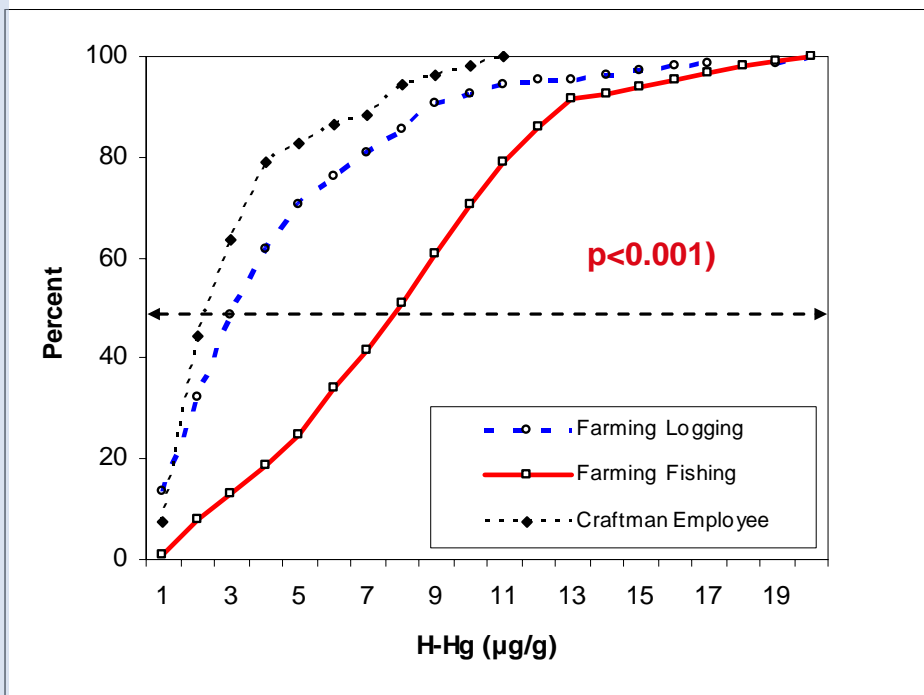 100
80
60
40
20
0
Percent
p<0.001)
Farming Logging
Farming Fishing
Craftman Employee
1 3 5 7 9 11 13 15 17 19
H-Hg (µg/g)